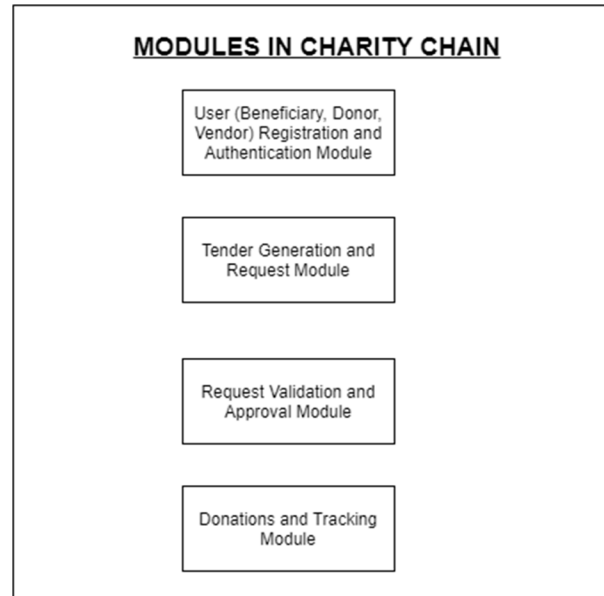 MODULES IN CHARITY CHAIN
User (Beneficiary, Donor,
Vendor) Registration and
Authentication Module
Tender Generation and
Request Module
Request Validation and
Approval Module
Donations and Tracking
Module